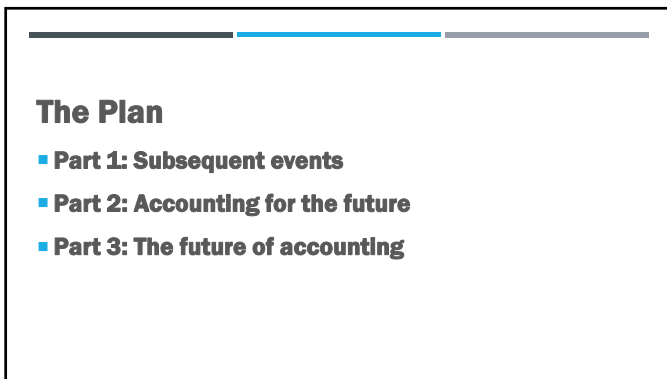 The Plan
Part 1: Subsequent events
Part 2: Accounting for the future
Part 3: The future of accounting